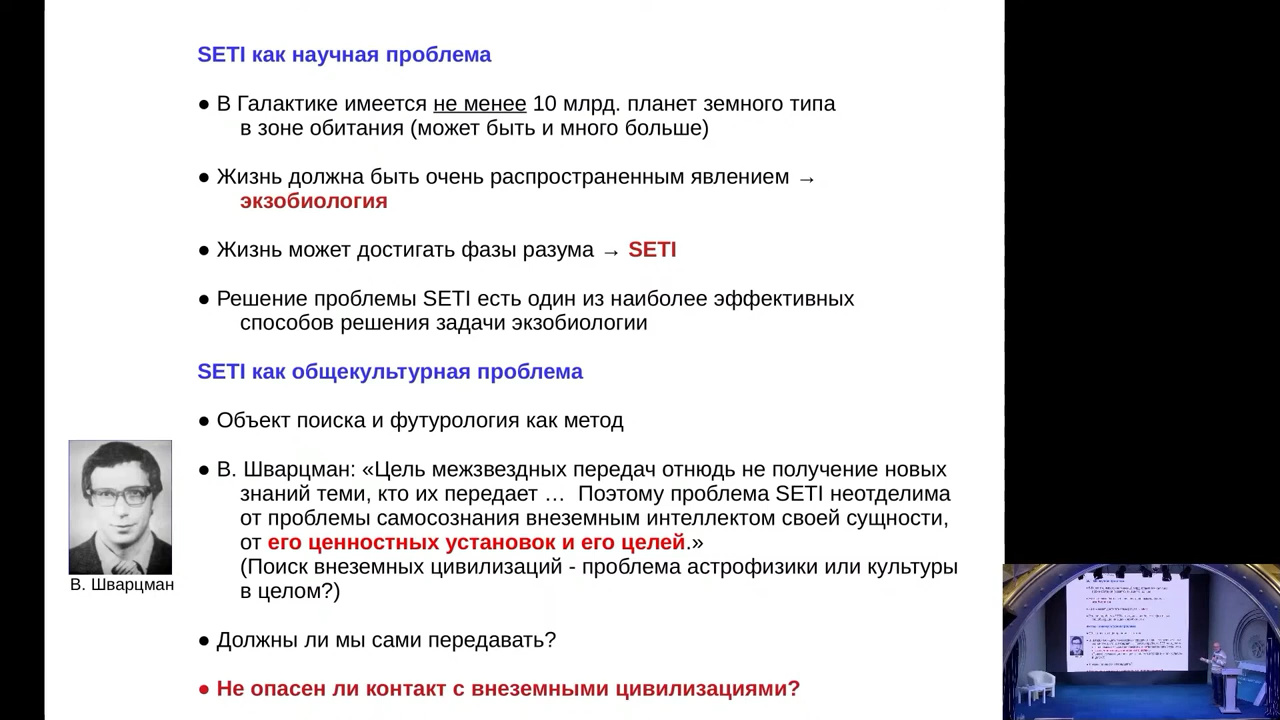 SETI как научная проблема
● В Галактике имеется не менее 10 млрд. планет земного типа
в зоне обитания (может быть и много больше)
● Жизнь должна быть очень распространенным явлением →
экзобиология
● Жизнь может достигать фазы разума → SETI
● Решение проблемы SETI есть один из наиболее эффективных
способов решения задачи экзобиологии
SETI как общекультурная проблема
● Объект поиска и футурология как метод
● В. Шварцман: «Цель межзвездных передач отнюдь не получение новых
знаний теми, кто их передает … Поэтому проблема SETI неотделима
от проблемы самосознания внеземным интеллектом своей сущности,
от его ценностных установок и его целей.»
(Поиск внеземных цивилизаций - проблема астрофизики или культуры
в целом?)
В. Шварцман
● Должны ли мы сами передавать?
● Не опасен ли контакт с внеземными цивилизациями?